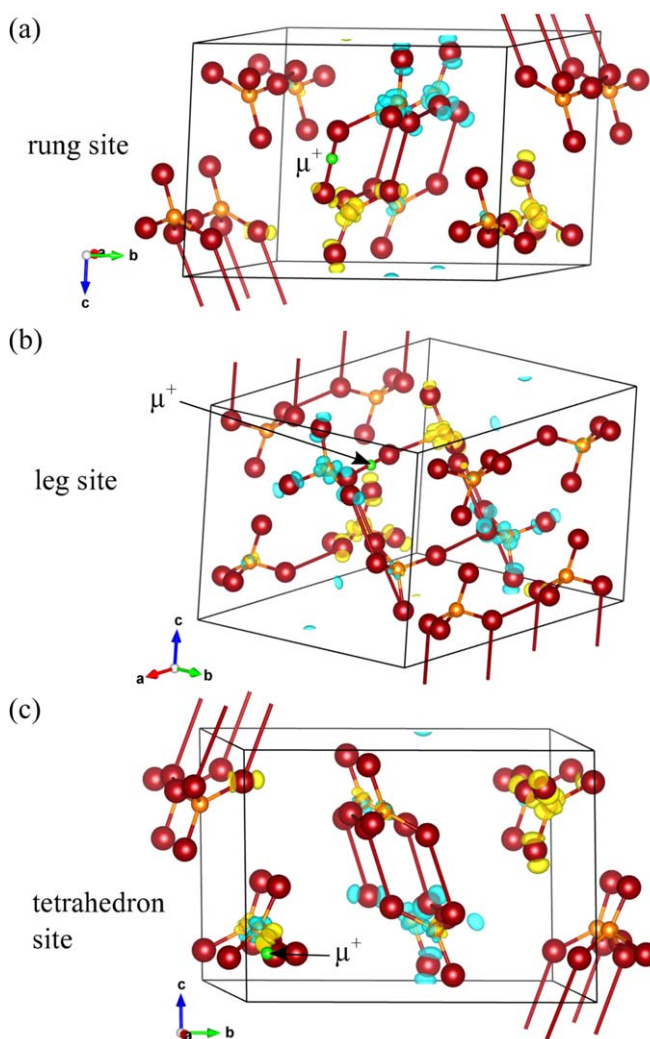 (a)
rung site
μ+
a
b
c
(b)
μ+
leg site
c
a
b
(c)
tetrahedron
site
μ+
c
a
b